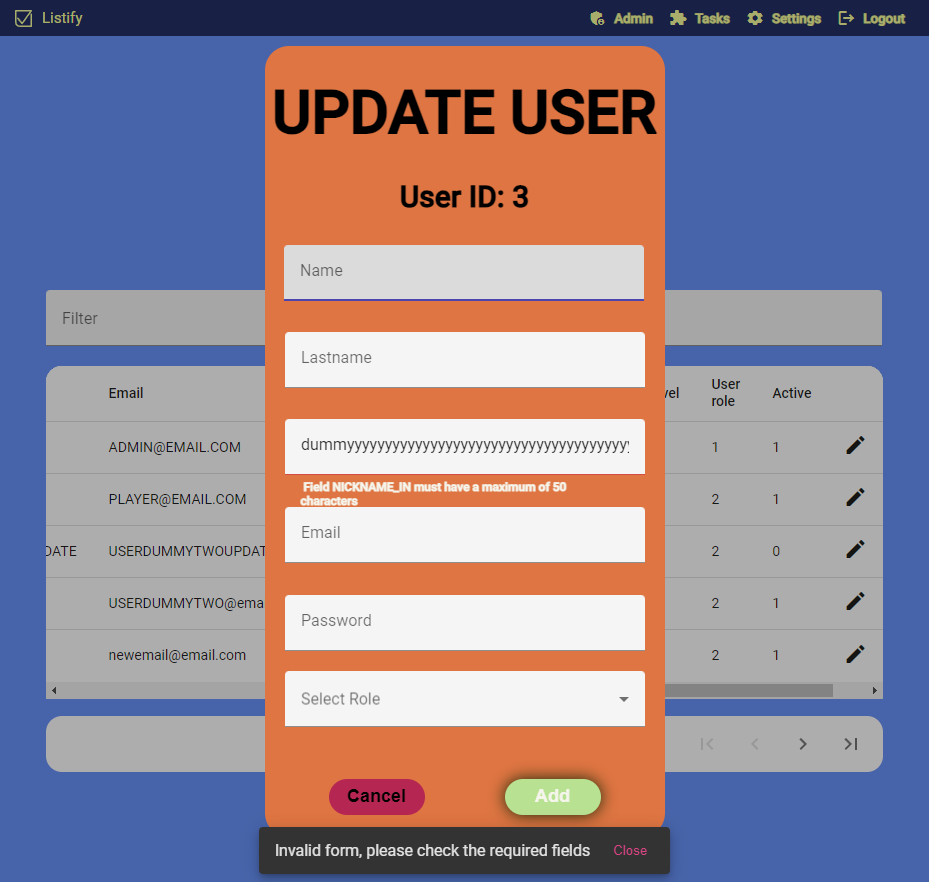 Listify
Admin
Tasks
Settings
Logout
UPDATE USER
User ID: 3
Name
Filter
Lastname
Email
User
role
Active
ADMIN@EMAIL.COM
1
1
Field NICKNAME_IN must have a maximum of 50
characters
PLAYER@EMAIL.COM
2
1
Email
USERDUMMYTWOUPDAT
2
0
USERDUMMYTWO@ema
2
1
Password
newemail@email.com
2
1
Select Role
Cancel
Add
Invalid form, please check the required fields
Close